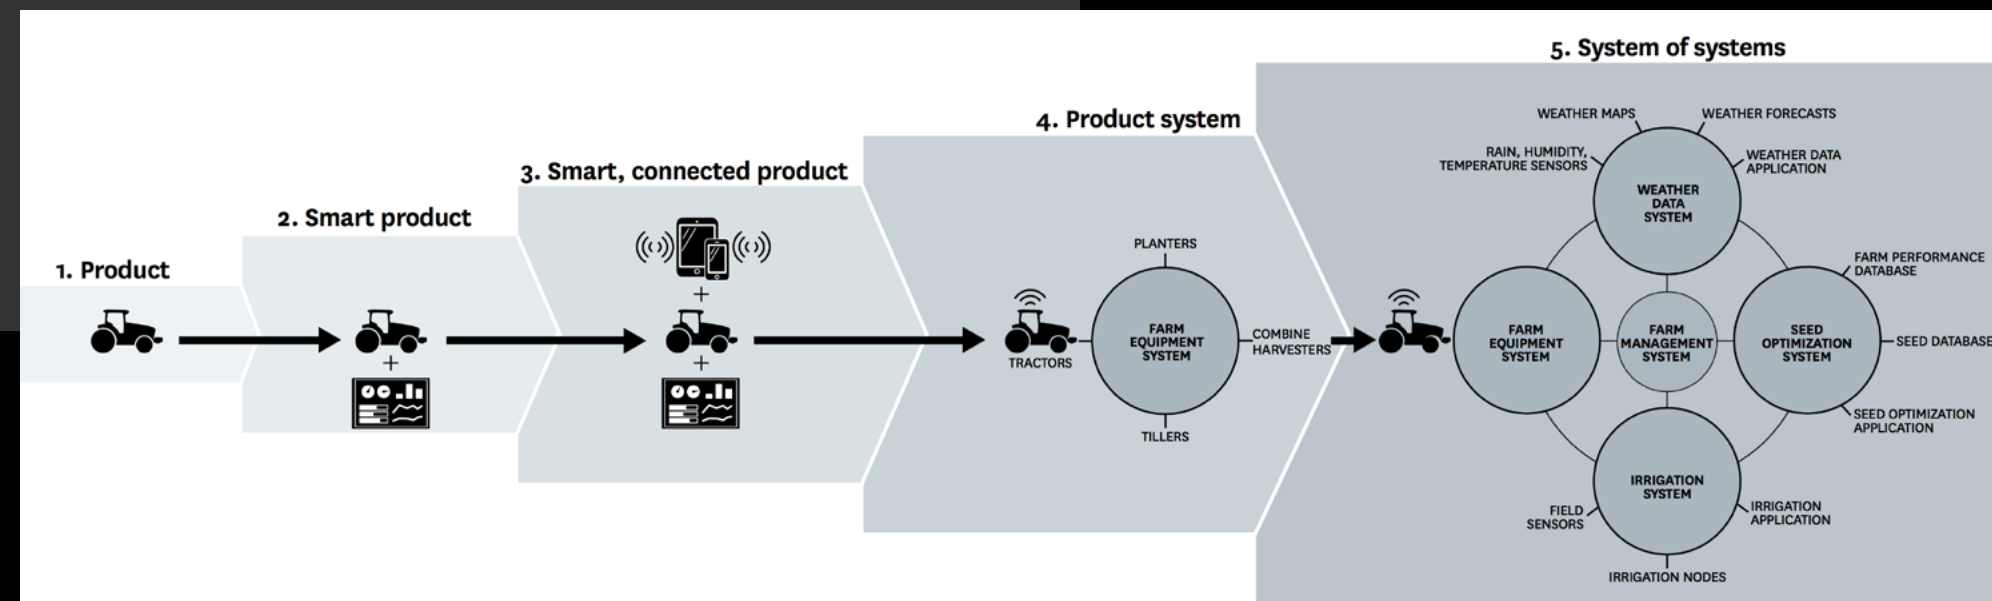 1. Product
2. Smart product
3. Smart, connected product
4. Product system
PLANTERS
TRACTORS
FARM
EQUIPMENT
SYSTEM
COMBINE
HARVESTERS
TILLERS
5. System of systems
WEATHER MAPS
WEATHER FORECASTS
RAIN, HUMIDITY,
TEMPERATURE SENSORS
WEATHER DATA
APPLICATION
WEATHER
DATA
SYSTEM
FARM PERFORMANCE
DATABASE
FARM
EQUIPMENT
SYSTEM
FARM
MANAGEMENT
SYSTEM
SEED
OPTIMIZATION
SYSTEM
SEED DATABASE
SEED OPTIMIZATION
APPLICATION
IRRIGATION
SYSTEM
FIELD
SENSORS
IRRIGATION
APPLICATION
IRRIGATION NODES